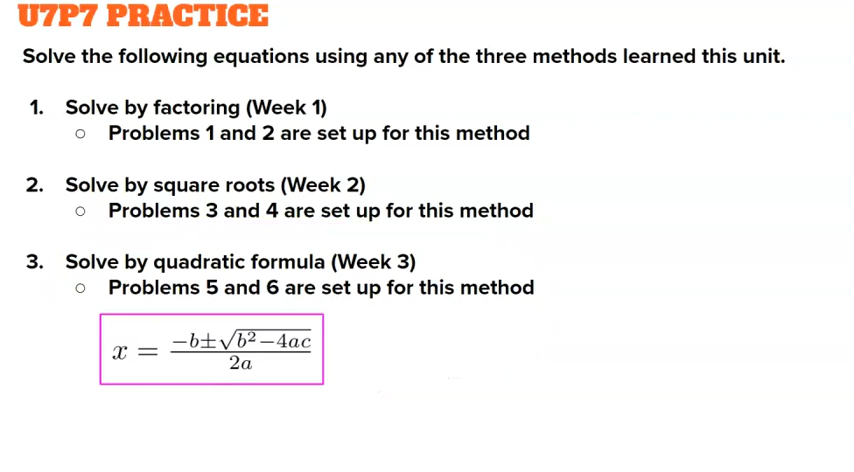 U7P7 PRACTICE
Solve the following equations using any of the three methods learned this unit.
1. Solve by factoring (Week 1)
○ Problems 1 and 2 are set up for this method
2. Solve by square roots (Week 2)
○ Problems 3 and 4 are set up for this method
3. Solve by quadratic formula (Week 3)
○ Problems 5 and 6 are set up for this method
x = −b±√b²−4ac / 2a